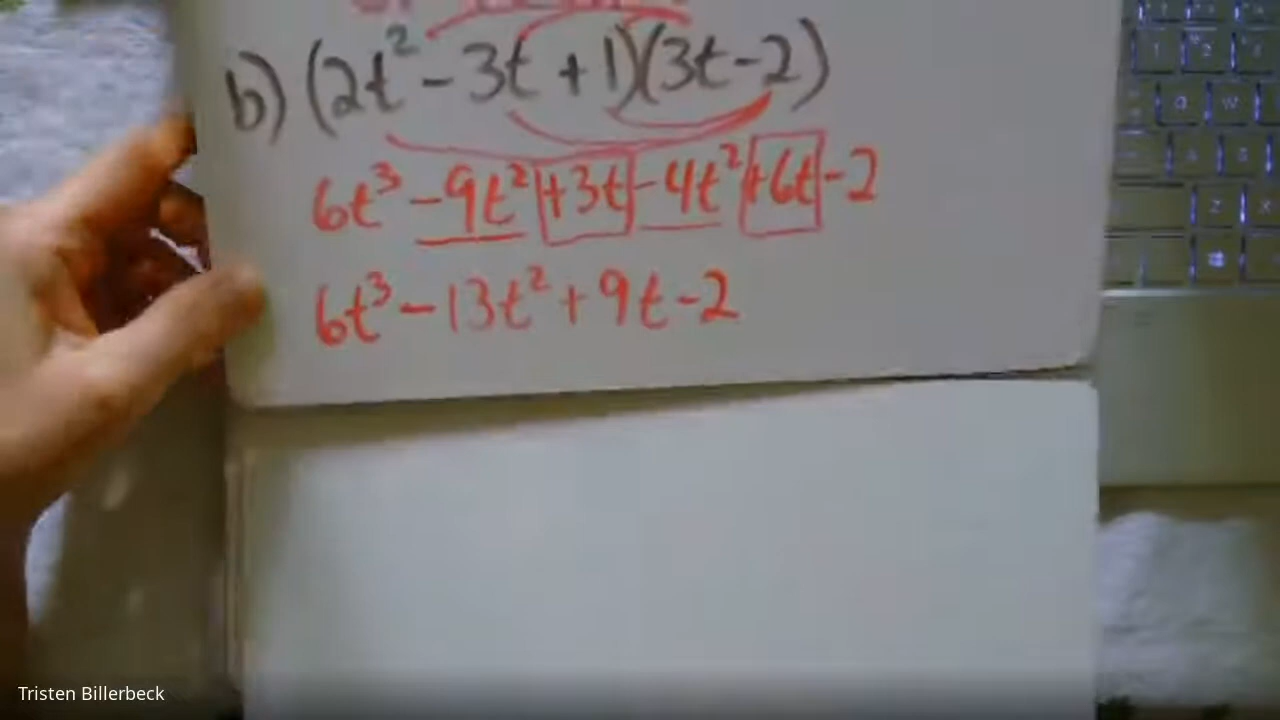 b) (2t² - 3t + 1)(3t - 2)
6t³ - 9t² + 3t - 4t² + 6t - 2
6t³ - 13t² + 9t - 2
Tristen Billerbeck